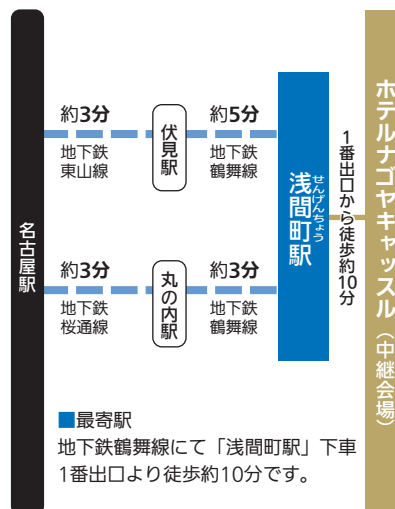 名古屋駅
約3分
地下鉄
東山線
伏見駅
約5分
地下鉄
鶴舞線
約3分
地下鉄
桜通線
丸の内駅
約3分
地下鉄
鶴舞線
せんげんちょう
浅間町駅
1番出口から徒歩約10分
ホテルナゴヤキャッスル（中継会場）
■最寄駅
地下鉄鶴舞線にて「浅間町駅」下車
1番出口より徒歩約10分です。